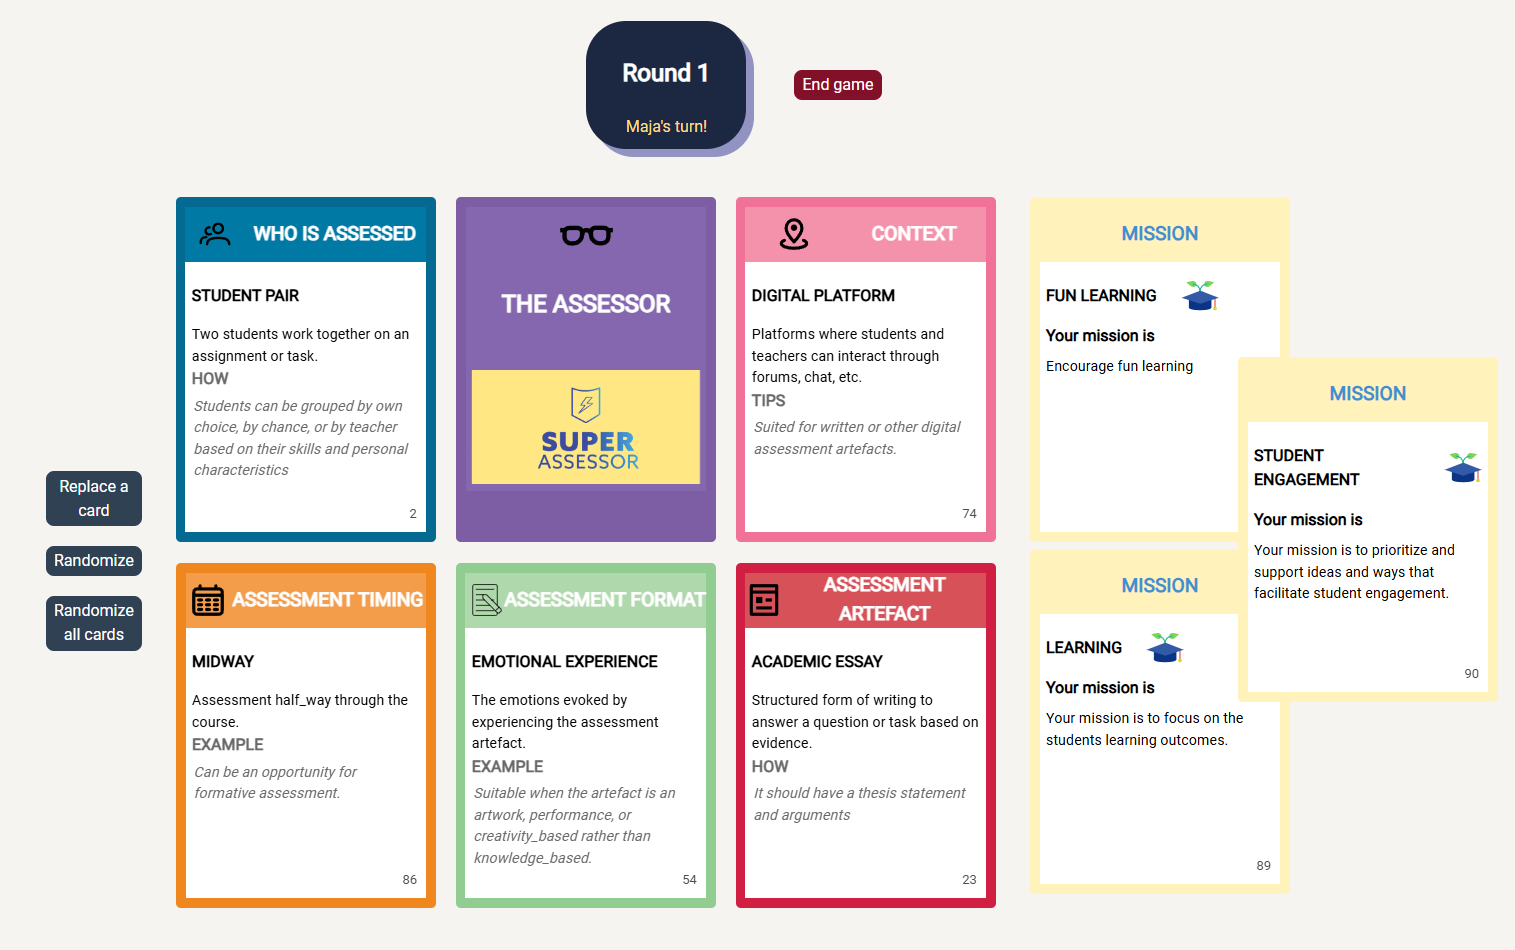 Round 1
Maja's turn!
End game
Replace a
card
Randomize
Randomize
all cards
WHO IS ASSESSED
STUDENT PAIR
Two students work together on an
assignment or task.
HOW
Students can be grouped by own
choice, by chance, or by teacher
based on their skills and personal
characteristics
2
THE ASSESSOR
SUPER
ASSESSOR
CONTEXT
DIGITAL PLATFORM
Platforms where students and
teachers can interact through
forums, chat, etc.
TIPS
Suited for written or other digital
assessment artefacts.
74
MISSION
FUN LEARNING
Your mission is
Encourage fun learning
MISSION
STUDENT
ENGAGEMENT
Your mission is
Your mission is to prioritize and
support ideas and ways that
facilitate student engagement.
90
ASSESSMENT TIMING
MIDWAY
Assessment half_way through the
course.
EXAMPLE
Can be an opportunity for
formative assessment.
86
ASSESSMENT FORMAT
EMOTIONAL EXPERIENCE
The emotions evoked by
experiencing the assessment
artefact.
EXAMPLE
Suitable when the artefact is an
artwork, performance, or
creativity_based rather than
knowledge_based.
54
ASSESSMENT
ARTEFACT
ACADEMIC ESSAY
Structured form of writing to
answer a question or task based on
evidence.
HOW
It should have a thesis statement
and arguments
23
MISSION
LEARNING
Your mission is
Your mission is to focus on the
students learning outcomes.
89